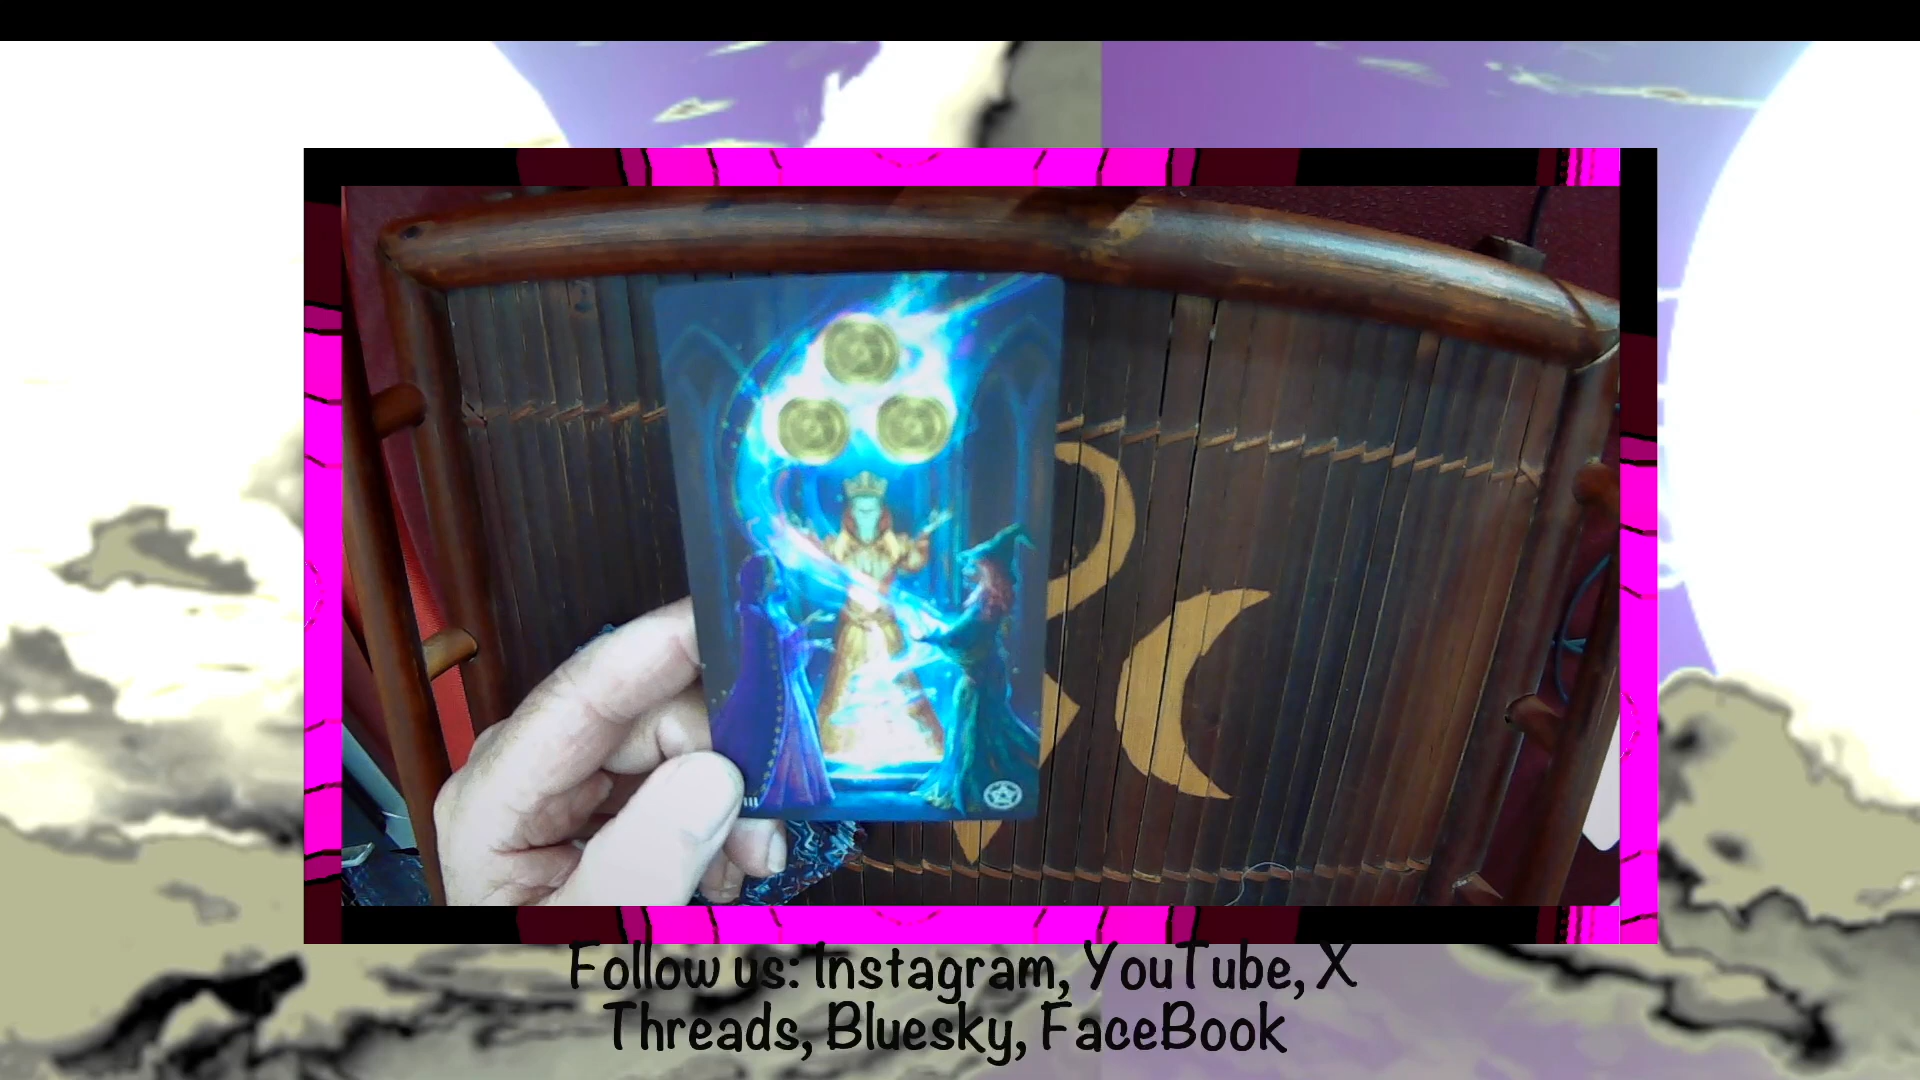 Follow us: Instagram, YouTube, X
Threads, Bluesky, FaceBook